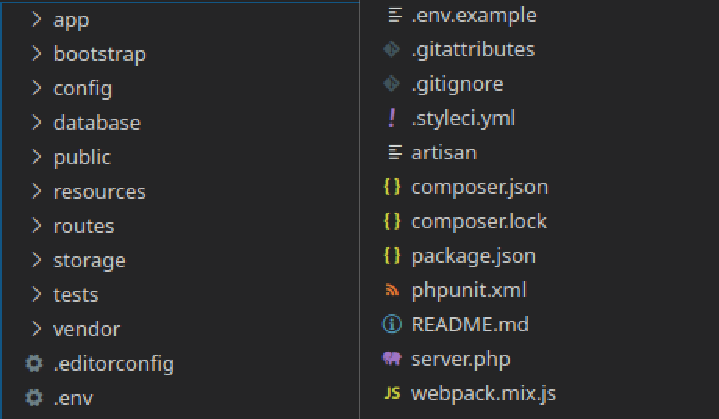 app
bootstrap
config
database
public
resources
routes
storage
tests
vendor
.editorconfig
.env
.env.example
.gitattributes
.gitignore
.styleci.yml
artisan
composer.json
composer.lock
package.json
phpunit.xml
README.md
server.php
webpack.mix.js